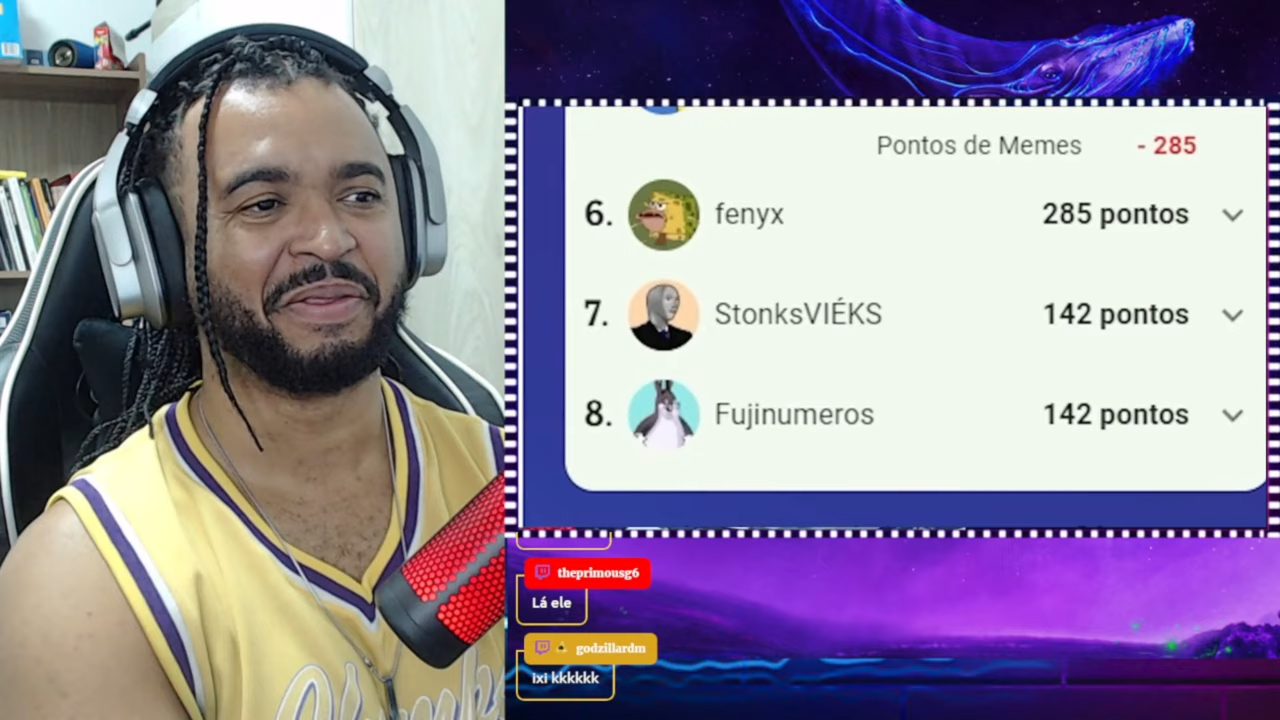 Pontos de Memes - 285
6. fenyx 285 pontos
7. StonksVIÉKS 142 pontos
8. Fujinumeros 142 pontos
theprimousg6
Lá ele
godzillardm
ixi kkkkkk